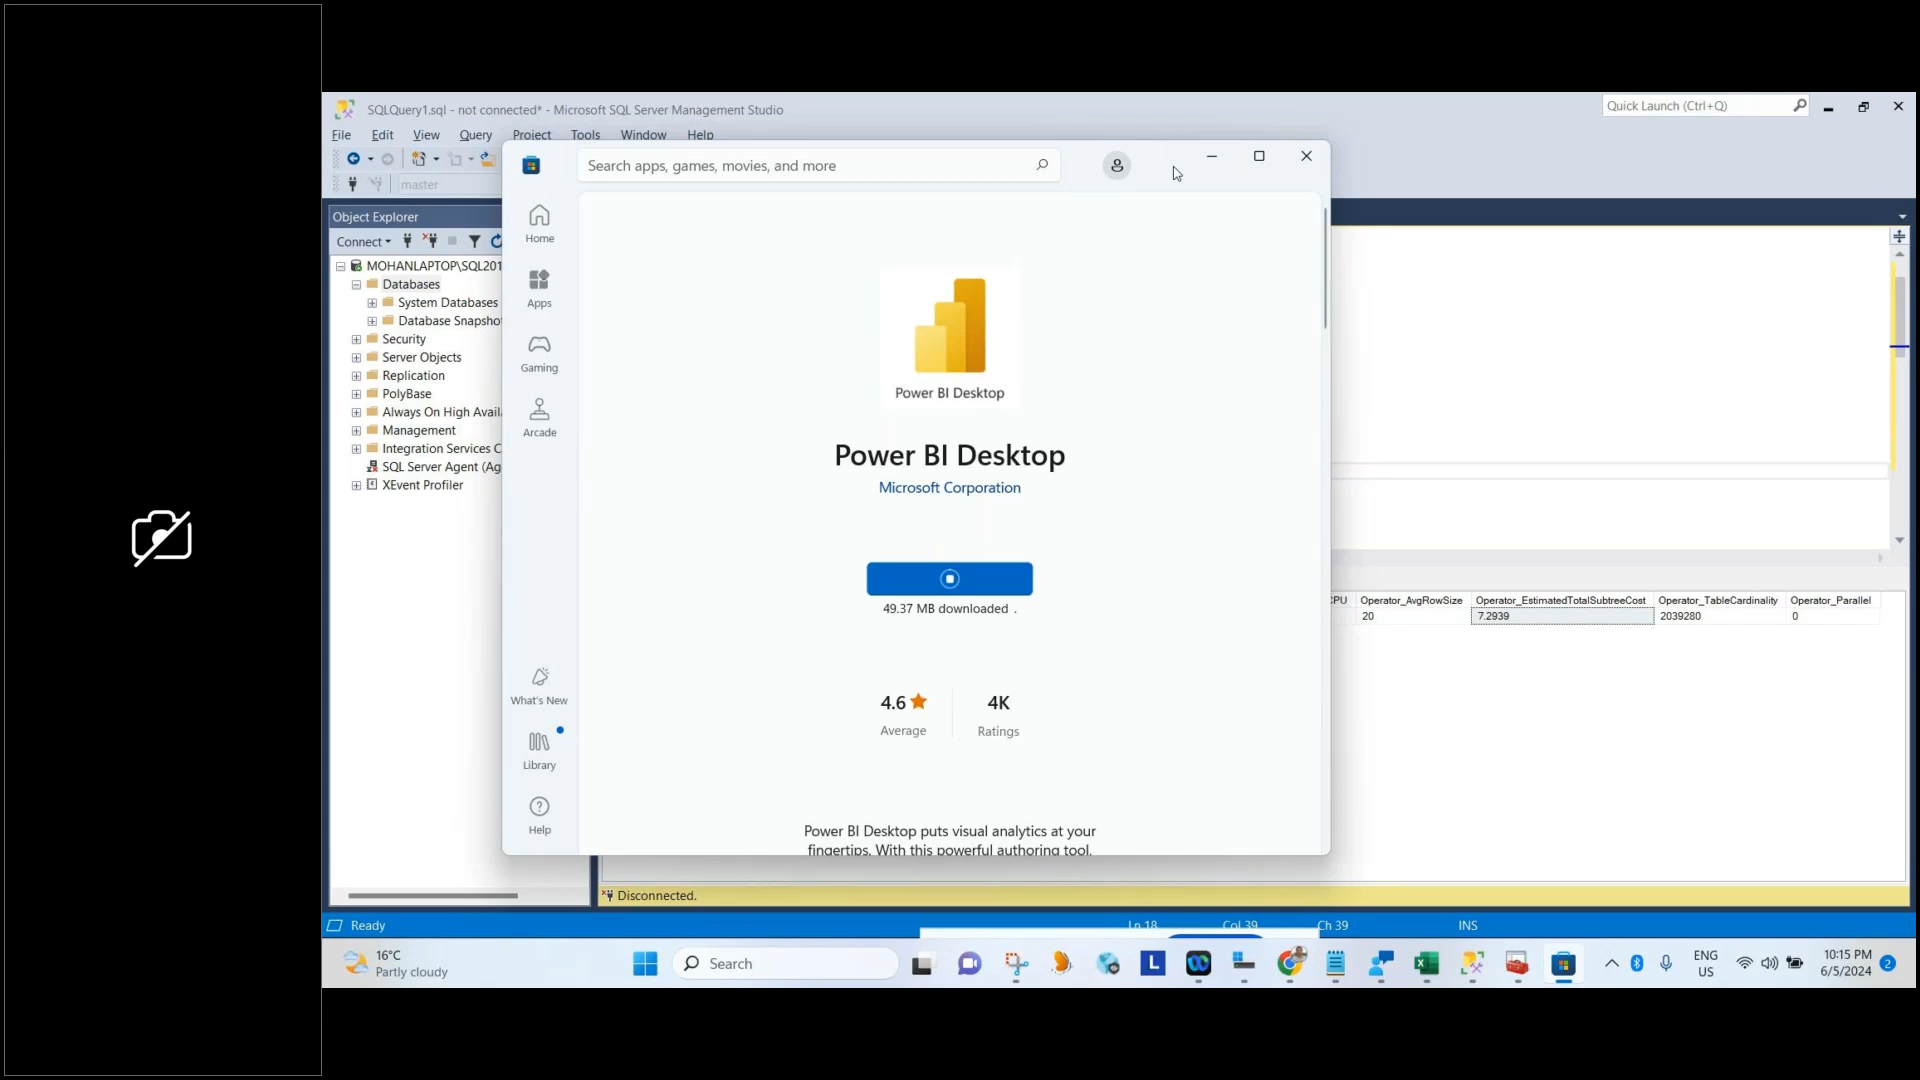 SQLQuery1.sql - not connected* - Microsoft SQL Server Management Studio
Quick Launch (Ctrl+Q)
File Edit View Query Project Tools Window Help
master
Search apps, games, movies, and more
Object Explorer
Connect
MOHANLAPTOP\SQL201
Databases
System Databases
Database Snapsho
Security
Server Objects
Replication
PolyBase
Always On High Avail
Management
Integration Services C
SQL Server Agent (Ag
XEvent Profiler
Home
Apps
Gaming
Arcade
What's New
Library
Help
Power BI Desktop
Power BI Desktop
Microsoft Corporation
49.37 MB downloaded .
4.6
Average
4K
Ratings
Power BI Desktop puts visual analytics at your
fingertips. With this powerful authoring tool,
CPU Operator_AvgRowSize Operator_EstimatedTotalSubtreeCost Operator_TableCardinality Operator_Parallel
20 7.2939 2039280 0
Disconnected.
Ready Ln 18 Col 39 Ch 39 INS
16°C
Partly cloudy
Search
L
ENG
US
10:15 PM
6/5/2024
2